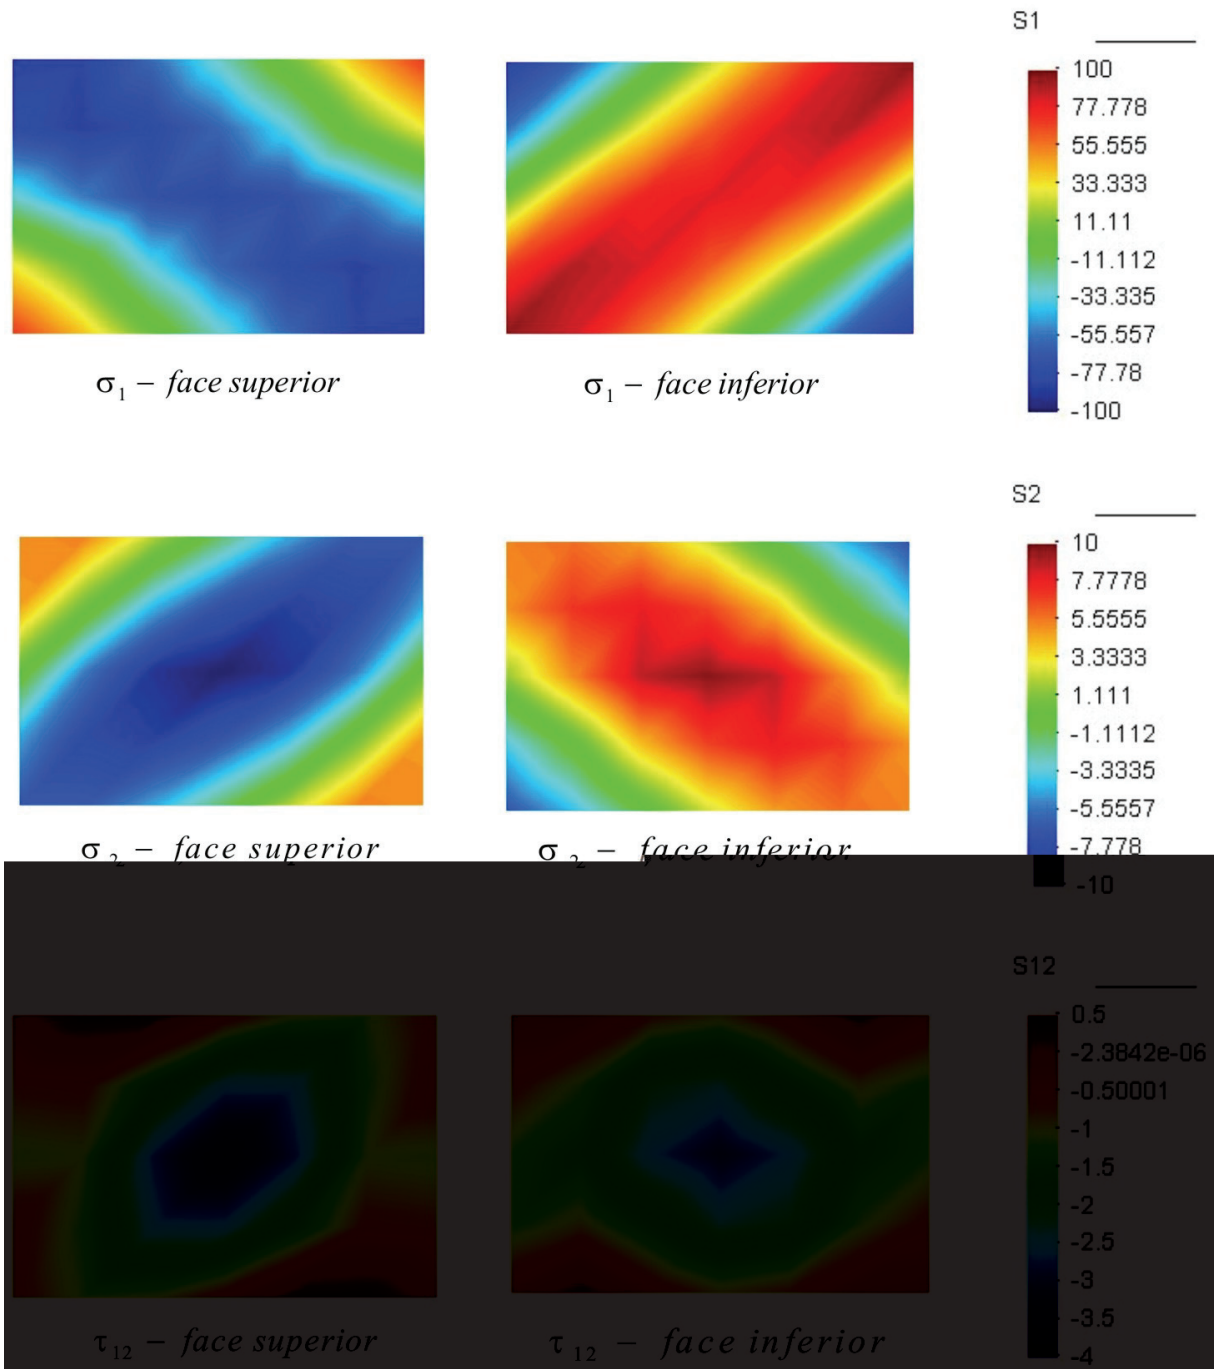 S1
100
77.778
55.555
33.333
11.11
-11.112
-33.335
-55.557
-77.78
-100
σ₁ – face superior
σ₁ – face inferior
S2
10
7.7778
5.5555
3.3333
1.111
-1.1112
-3.3335
-5.5557
-7.778
-10
σ₂ – face superior
σ₂ – face inferior
S12
0.5
-2.3842e-06
-0.50001
-1
-1.5
-2
-2.5
-3
-3.5
-4
τ₁₂ – face superior
τ₁₂ – face inferior